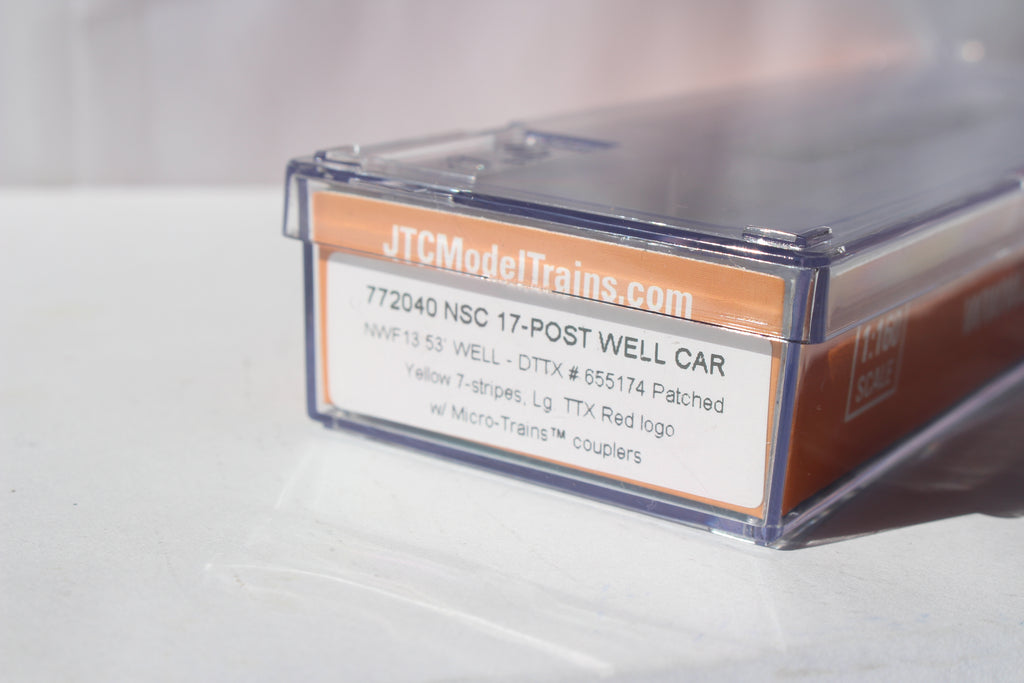 JTCModelTrains.com
772040 NSC 17-POST WELL CAR
NWF13 53' WELL - DTTX # 655174 Patched
Yellow 7-stripes, Lg. TTX Red logo
w/ Micro-Trains™ couplers
1:160
SCALE